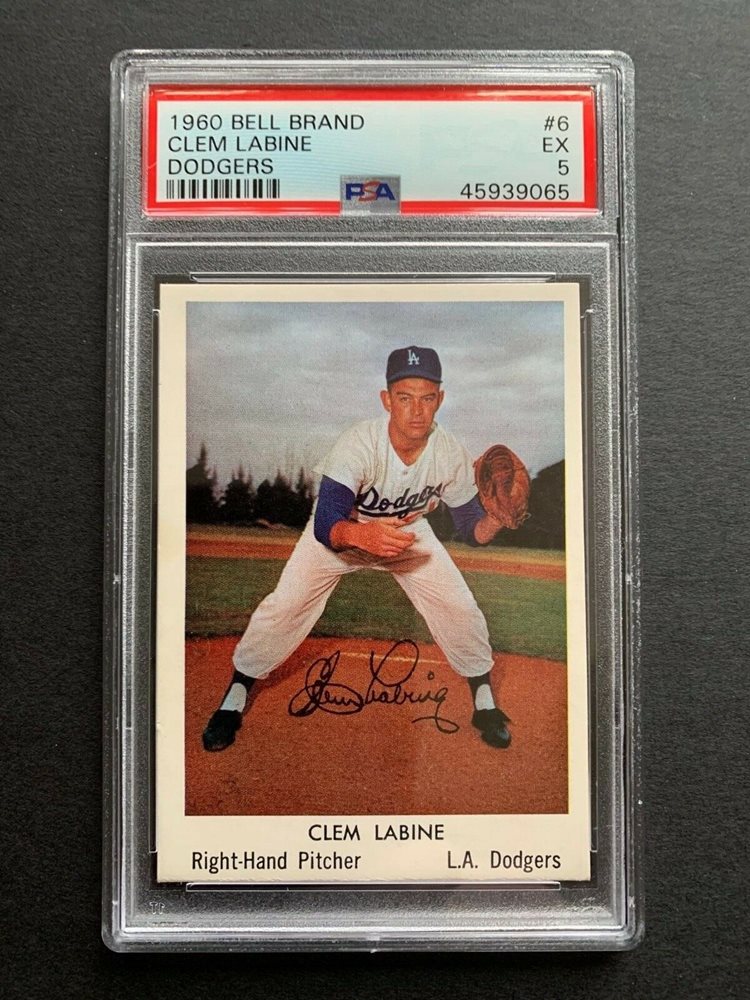 1960 BELL BRAND #6
CLEM LABINE EX
DODGERS 5
PSA 45939065
LA
Dodgers
Clem Labine
CLEM LABINE
Right-Hand Pitcher L.A. Dodgers